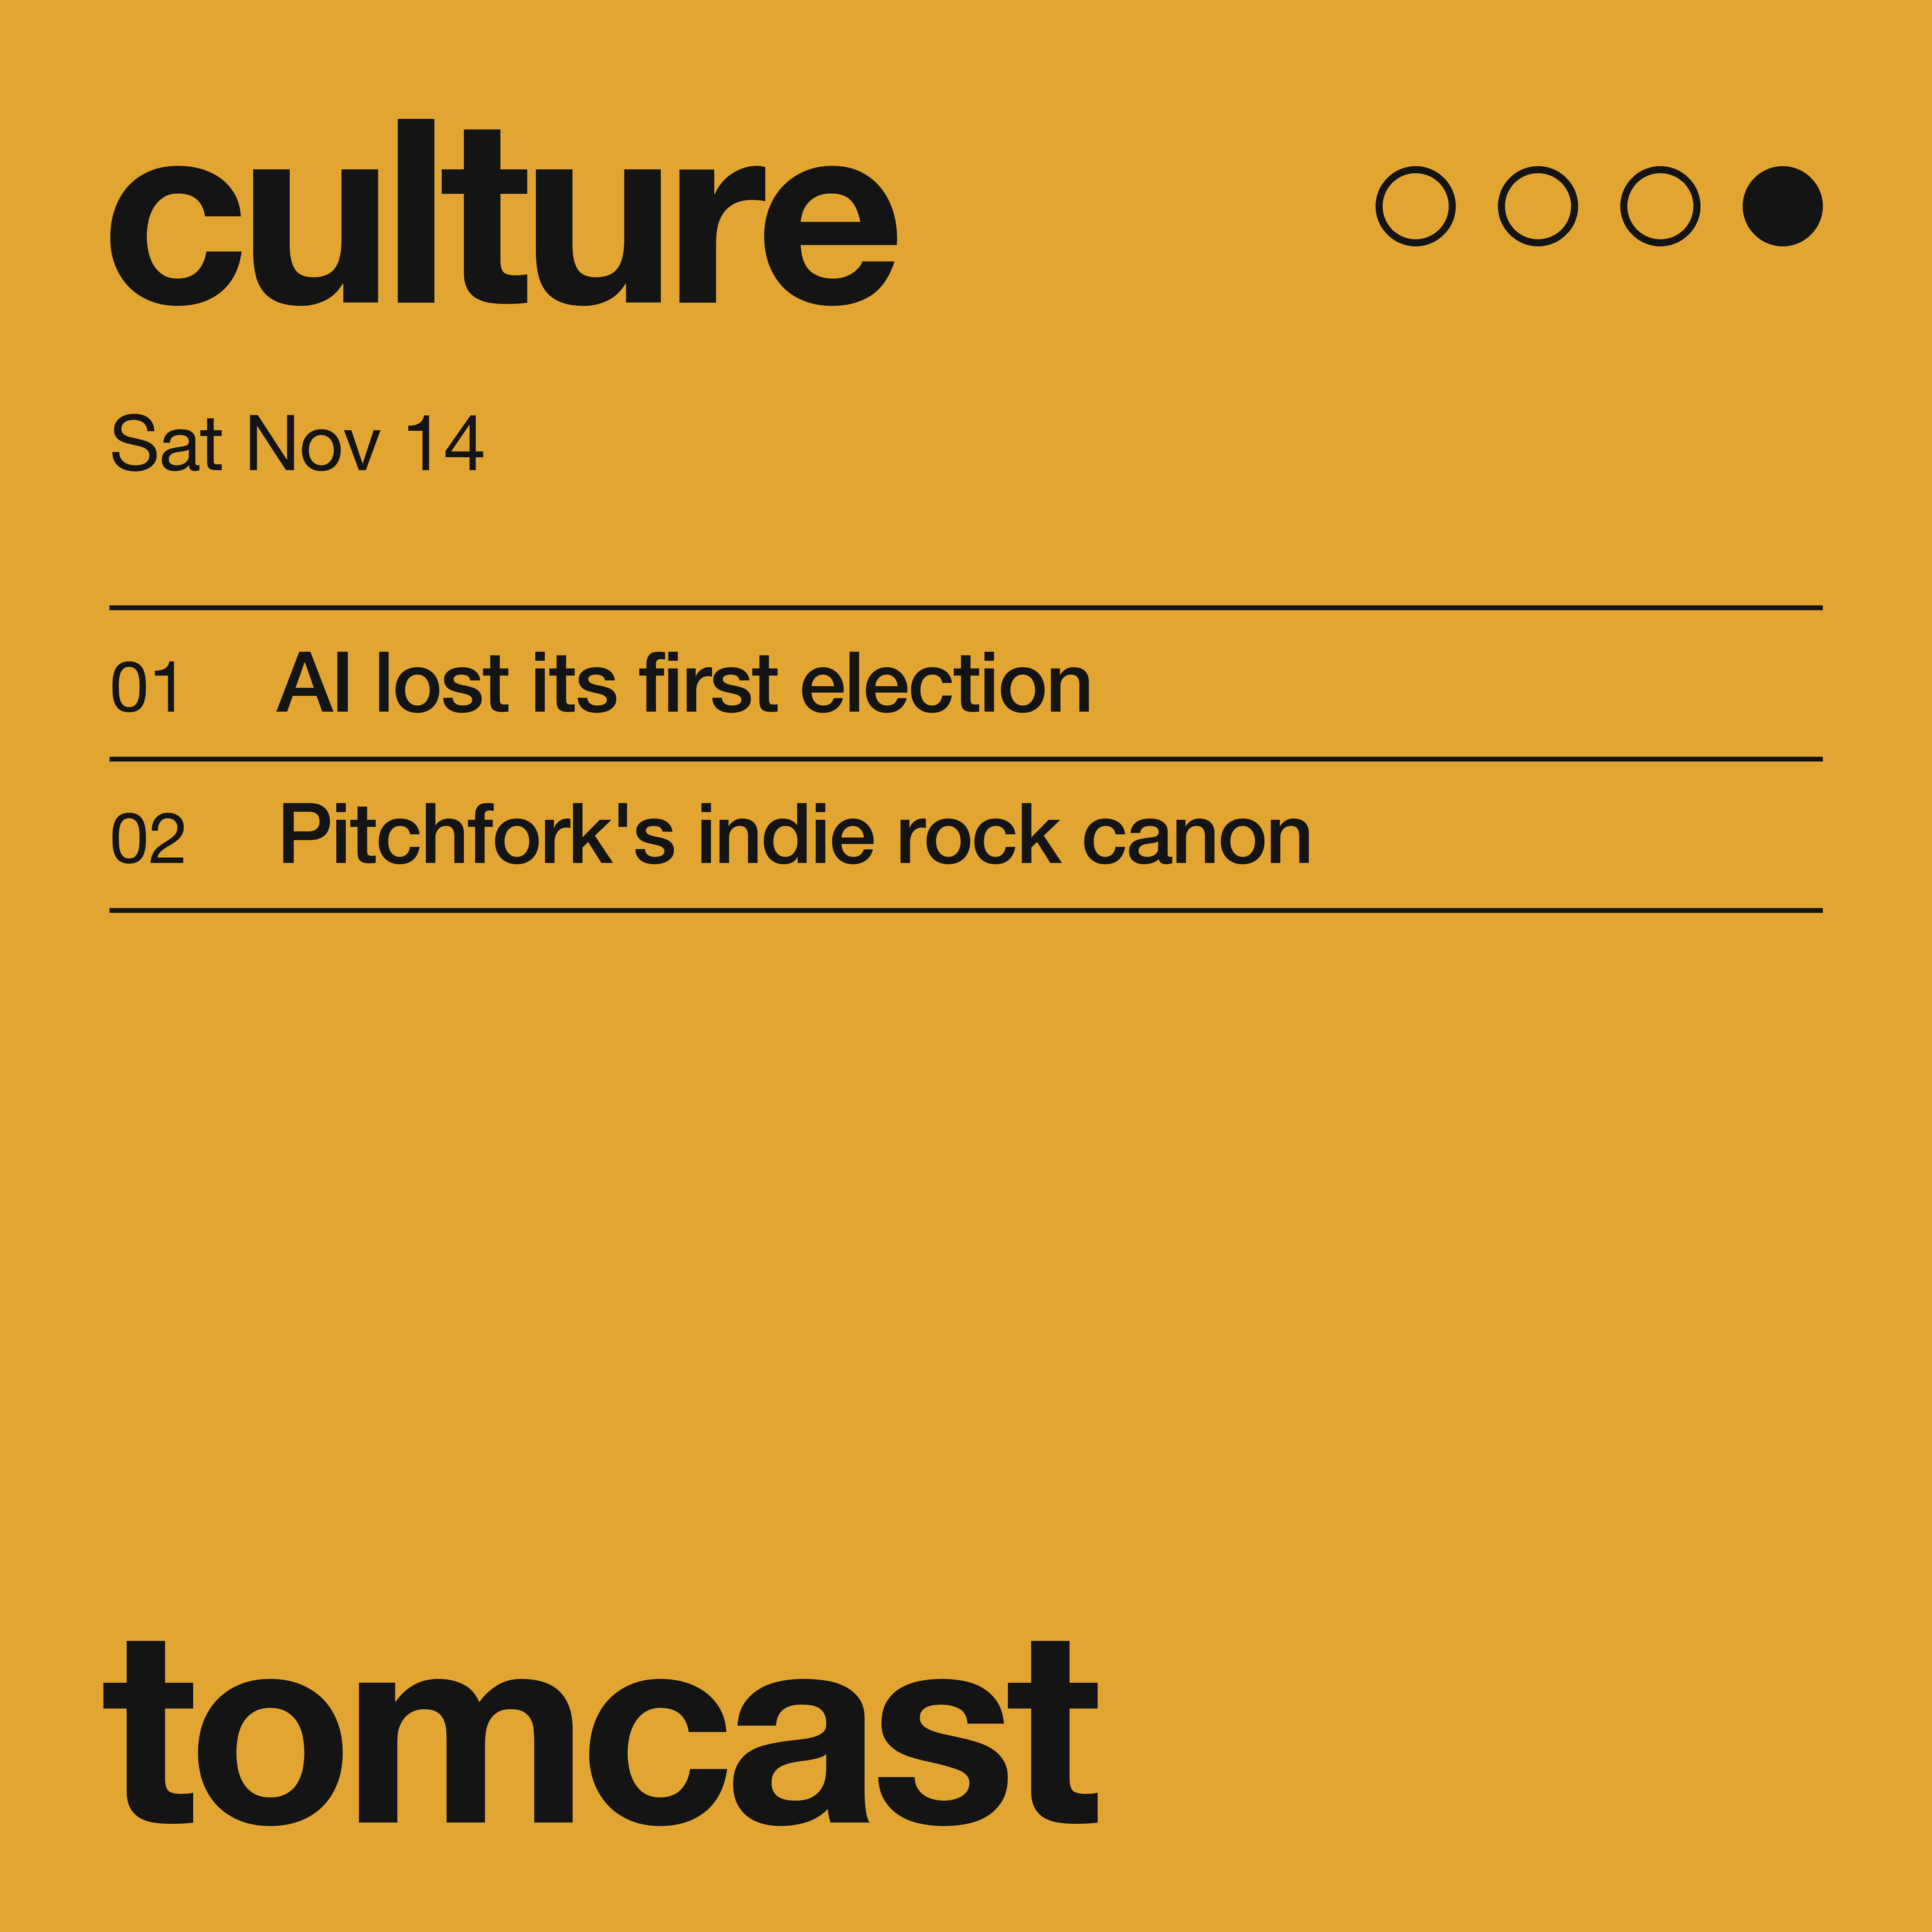 culture
Sat Nov 14
01 AI lost its first election
02 Pitchfork's indie rock canon
tomcast